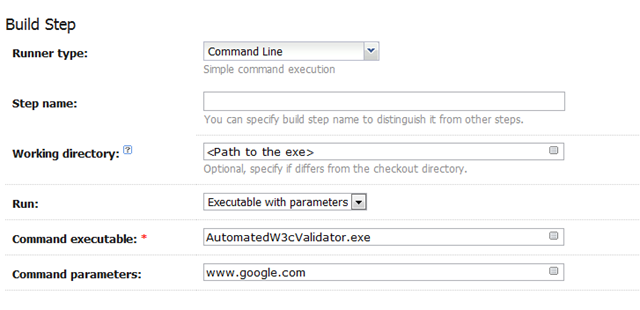 Build Step
Runner type: Command Line
Simple command execution
Step name:
You can specify build step name to distinguish it from other steps.
Working directory: ? <Path to the exe>
Optional, specify if differs from the checkout directory.
Run: Executable with parameters
Command executable: * AutomatedW3cValidator.exe
Command parameters: www.google.com